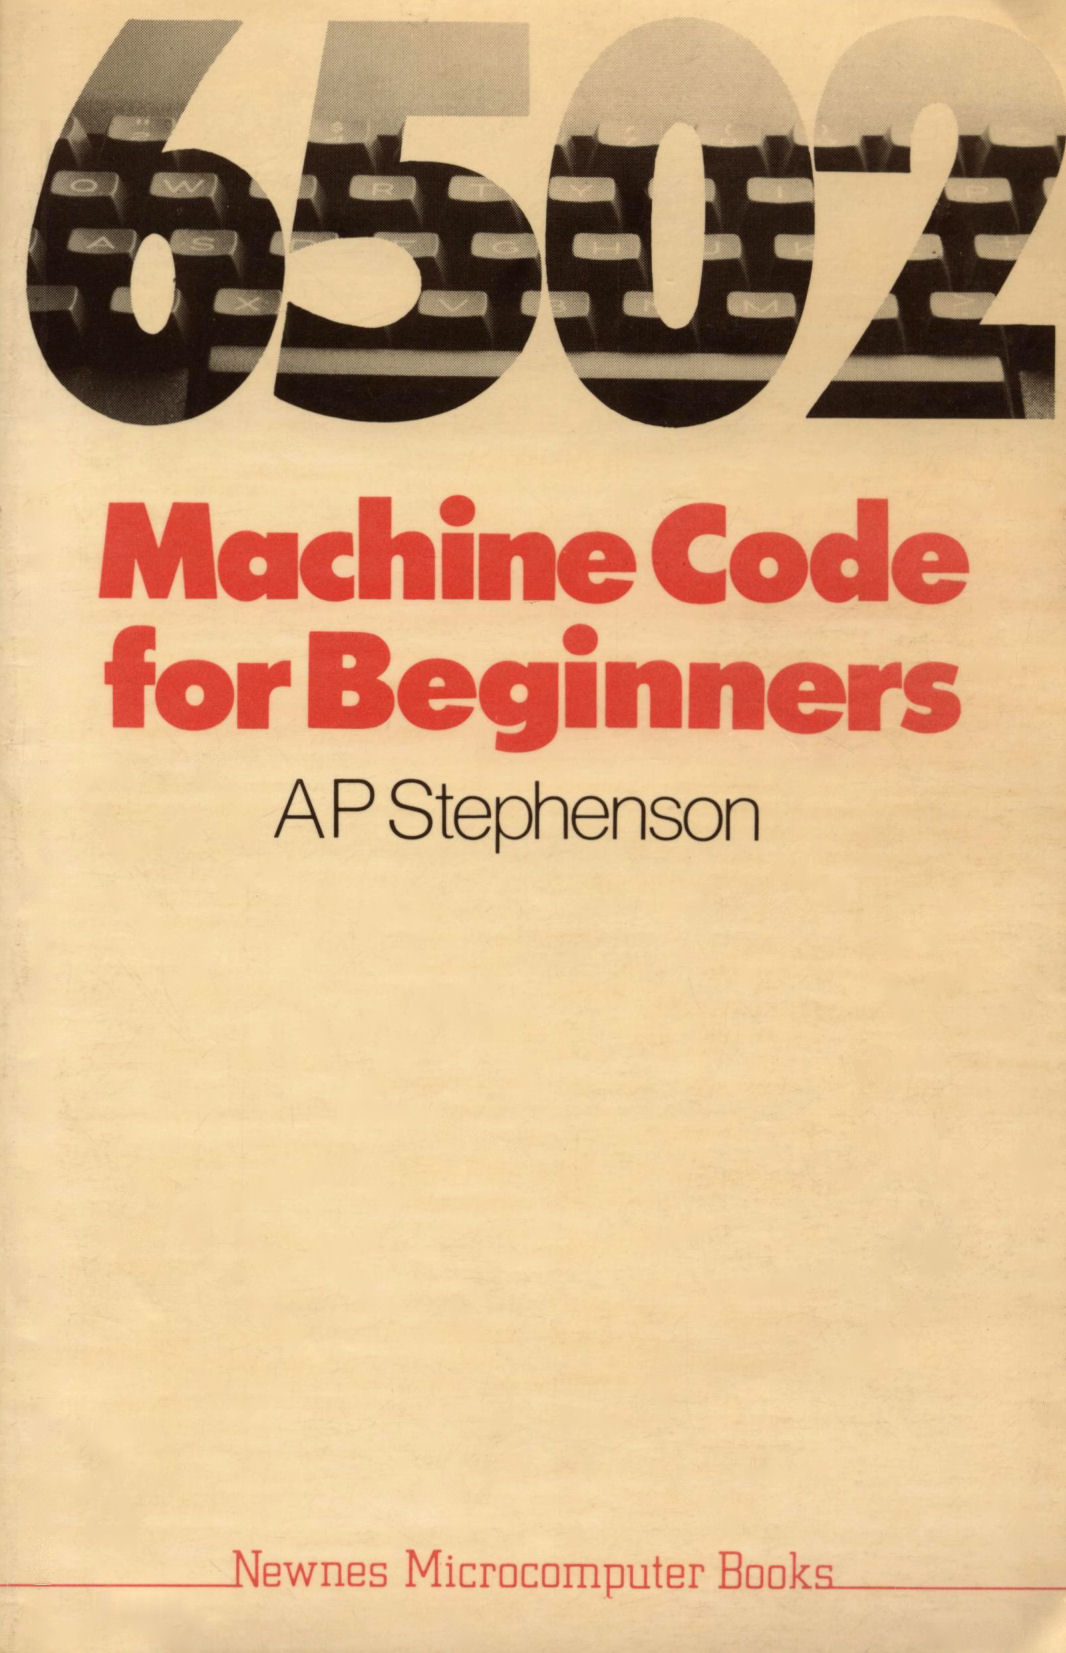 6502
Machine Code
for Beginners
A P Stephenson
Newnes Microcomputer Books
Q W R T Y I P
A S F G H J K
X V B N M